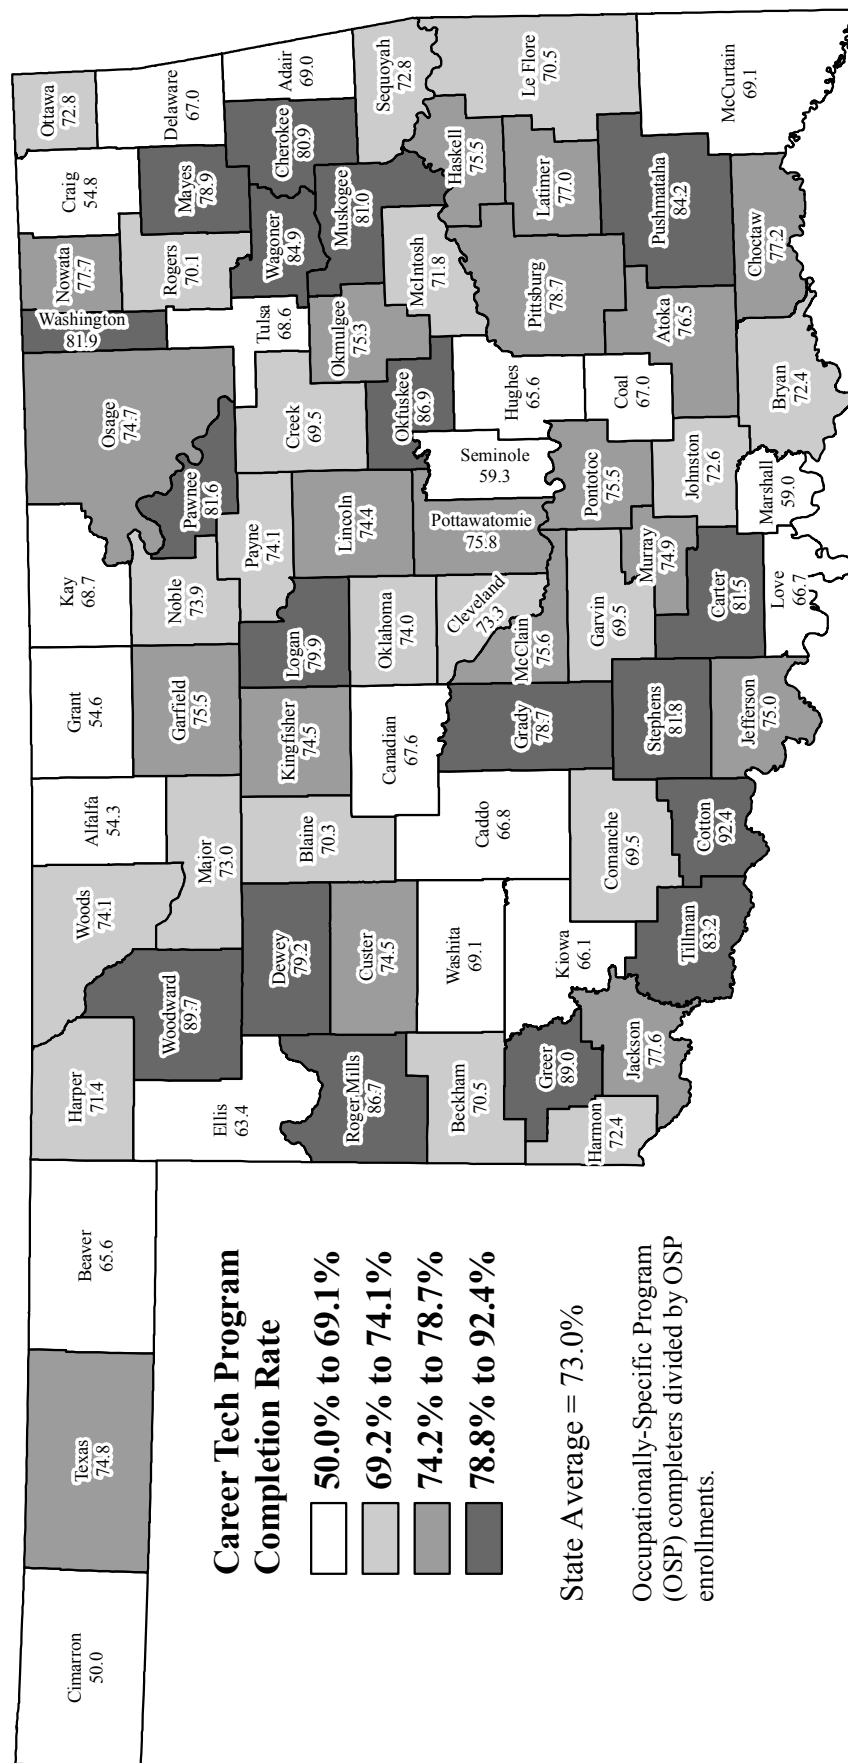 Cimarron
50.0
Texas
74.8
Beaver
65.6
Harper
71.4
Woods
74.1
Alfalfa
54.3
Grant
54.6
Kay
68.7
Osage
74.7
Washington
81.9
Nowata
77.7
Craig
54.8
Ottawa
72.8
Ellis
63.4
Woodward
89.7
Major
73.0
Garfield
75.5
Noble
73.9
Pawnee
81.6
Rogers
70.1
Mayes
78.9
Delaware
67.0
Roger Mills
86.7
Dewey
79.2
Blaine
70.3
Kingfisher
74.5
Logan
79.9
Payne
74.1
Creek
69.5
Tulsa
68.6
Wagoner
84.9
Cherokee
80.9
Adair
69.0
Custer
74.5
Canadian
67.6
Oklahoma
74.0
Lincoln
74.4
Okfuskee
86.9
Okmulgee
75.3
Muskogee
81.0
Sequoyah
72.8
Beckham
70.5
Washita
69.1
Caddo
66.8
Grady
78.7
Cleveland
73.3
McClain
75.6
Pottawatomie
75.8
Seminole
59.3
Hughes
65.6
McIntosh
71.8
Haskell
75.5
Le Flore
70.5
Harmon
72.4
Greer
89.0
Kiowa
66.1
Comanche
69.5
Garvin
69.5
Pontotoc
75.5
Coal
67.0
Pittsburg
78.7
Latimer
77.0
Jackson
77.6
Tillman
83.2
Cotton
92.4
Stephens
81.8
Murray
74.9
Johnston
72.6
Atoka
76.5
Pushmataha
84.2
McCurtain
69.1
Jefferson
75.0
Carter
81.5
Love
66.7
Marshall
59.0
Bryan
72.4
Choctaw
77.2
Career Tech Program
Completion Rate
50.0% to 69.1%
69.2% to 74.1%
74.2% to 78.7%
78.8% to 92.4%
State Average = 73.0%
Occupationally-Specific Program
(OSP) completers divided by OSP
enrollments.